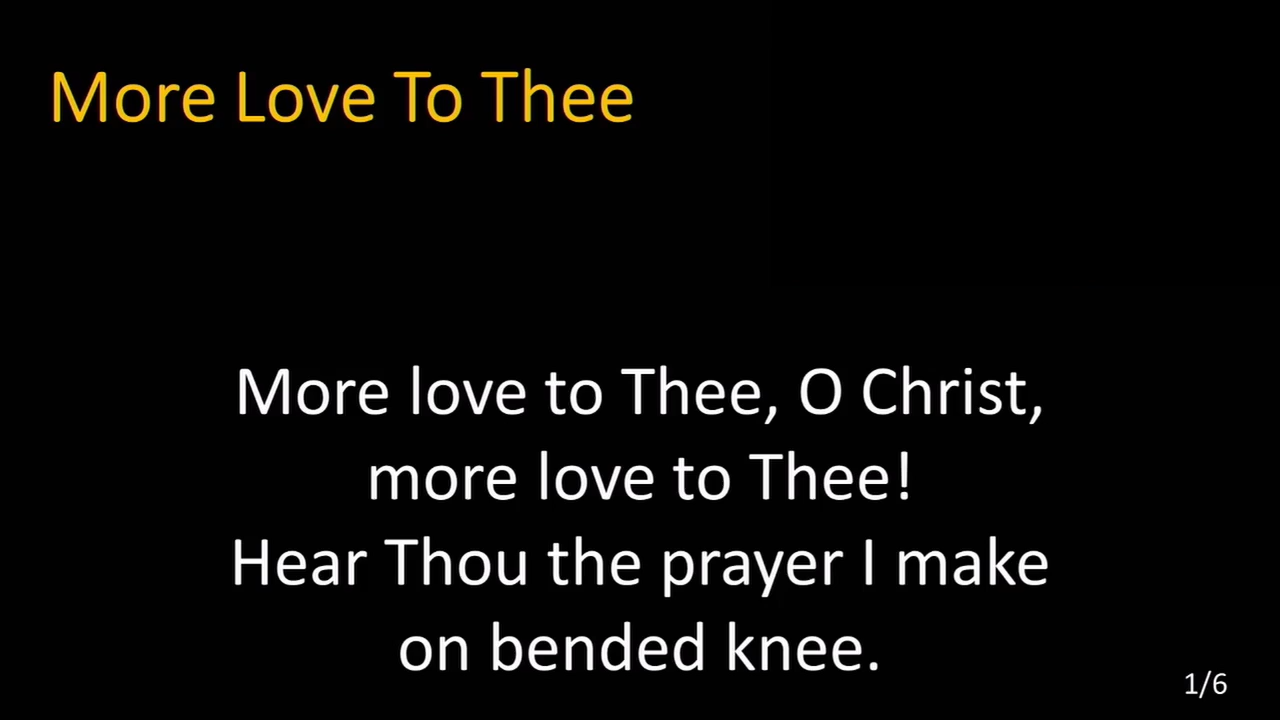 More Love To Thee
More love to Thee, O Christ,
more love to Thee!
Hear Thou the prayer I make
on bended knee.
1/6